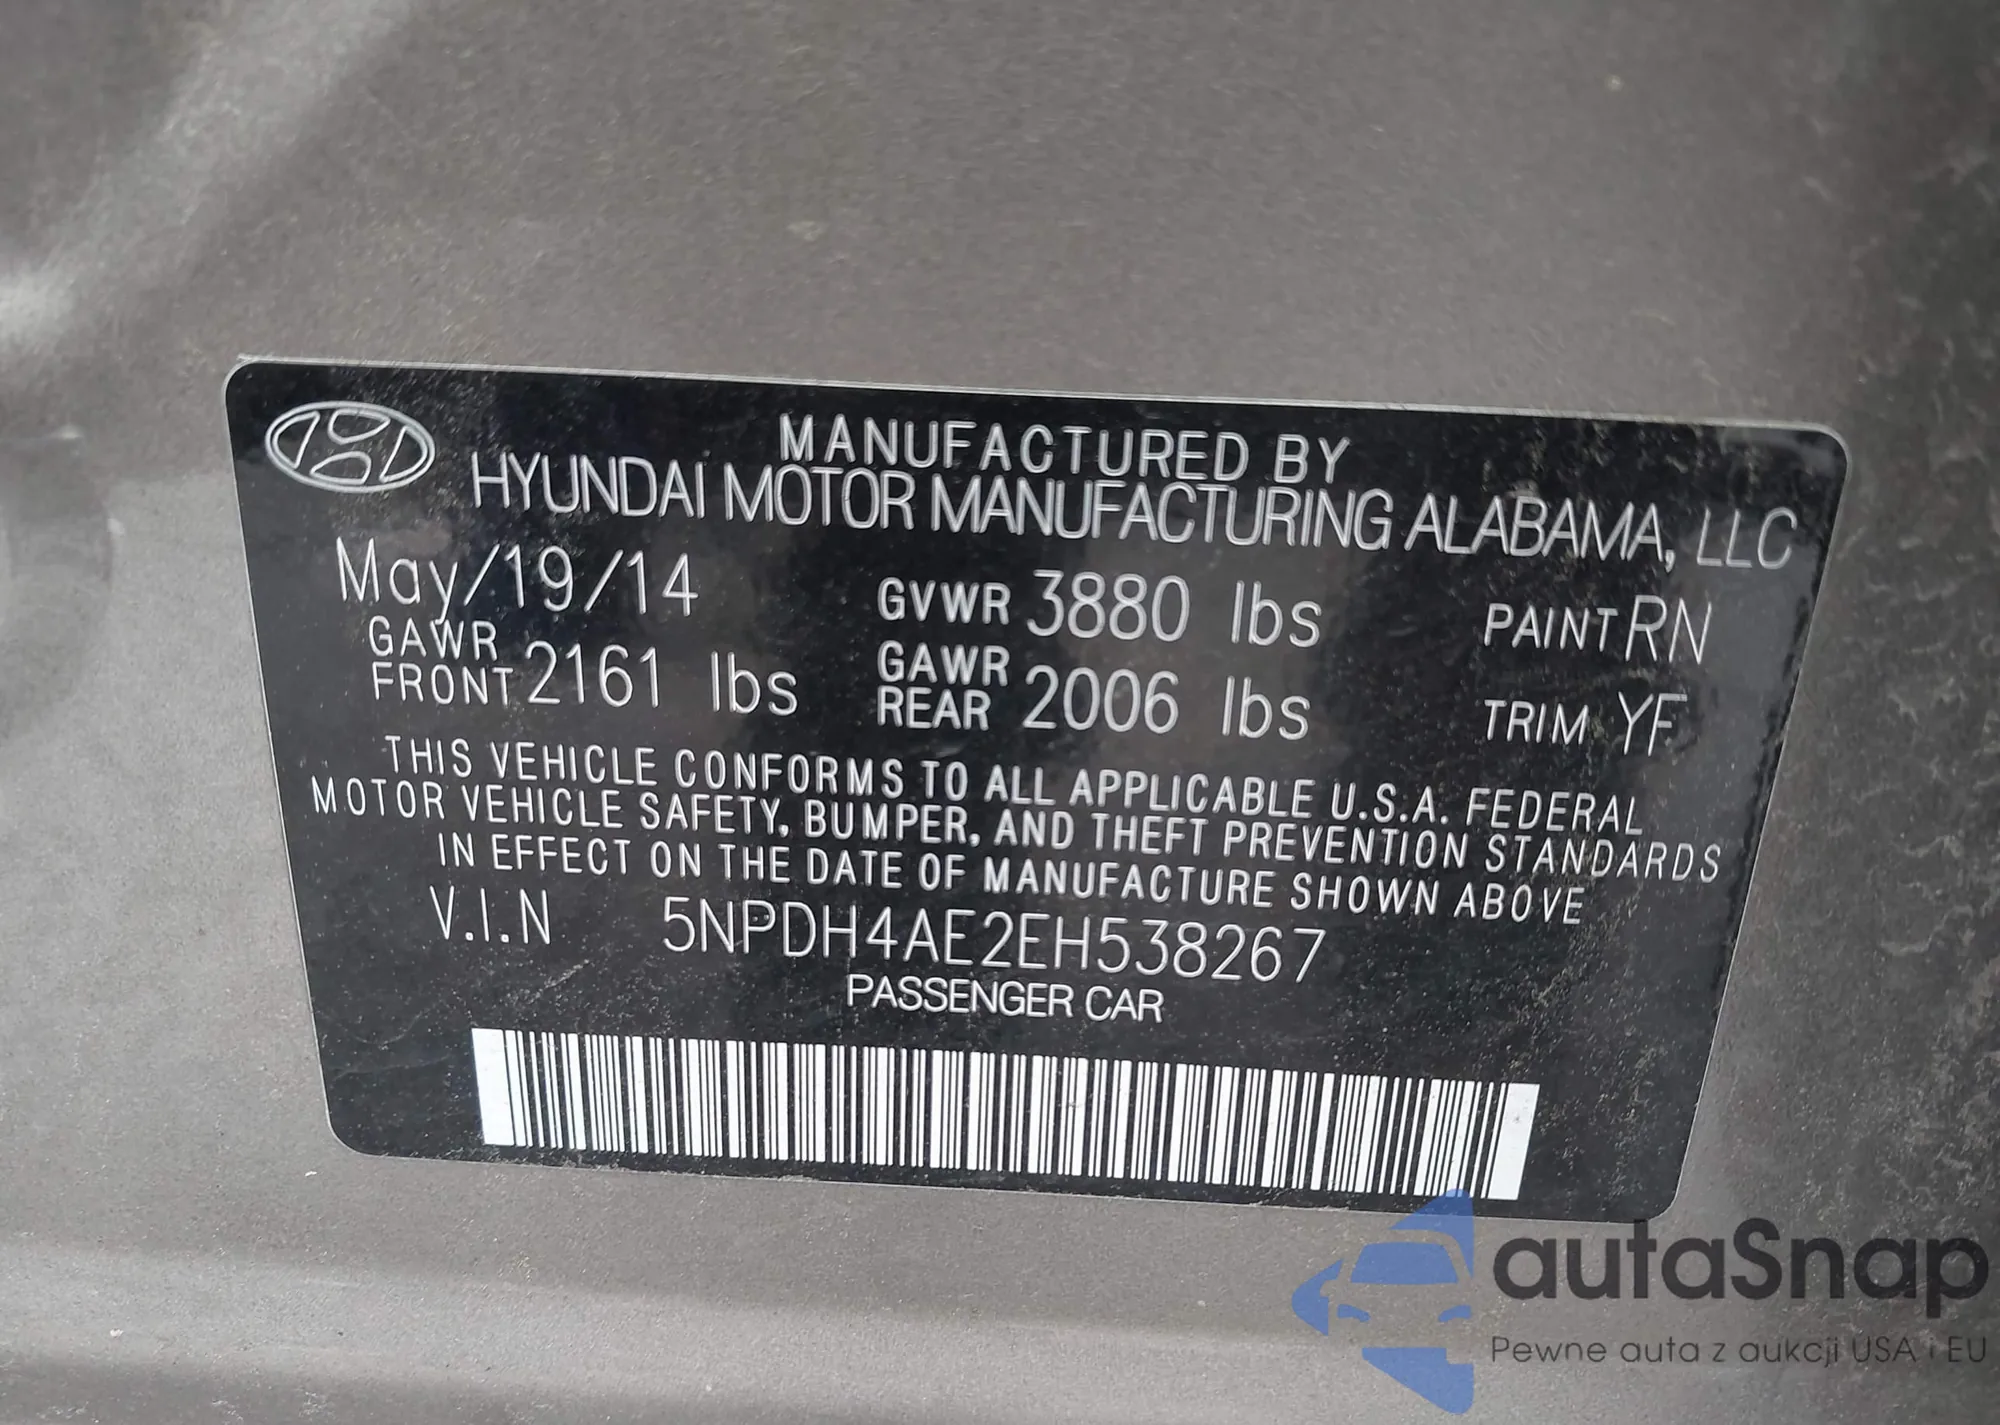 MANUFACTURED BY
HYUNDAI MOTOR MANUFACTURING ALABAMA, LLC
May/19/14 GVWR 3880 lbs PAINT RN
GAWR FRONT 2161 lbs GAWR REAR 2006 lbs TRIM YF
THIS VEHICLE CONFORMS TO ALL APPLICABLE U.S.A. FEDERAL
MOTOR VEHICLE SAFETY, BUMPER, AND THEFT PREVENTION STANDARDS
IN EFFECT ON THE DATE OF MANUFACTURE SHOWN ABOVE
V.I.N 5NPDH4AE2EH538267
PASSENGER CAR
autaSnap
Pewne auta z aukcji USA i EU